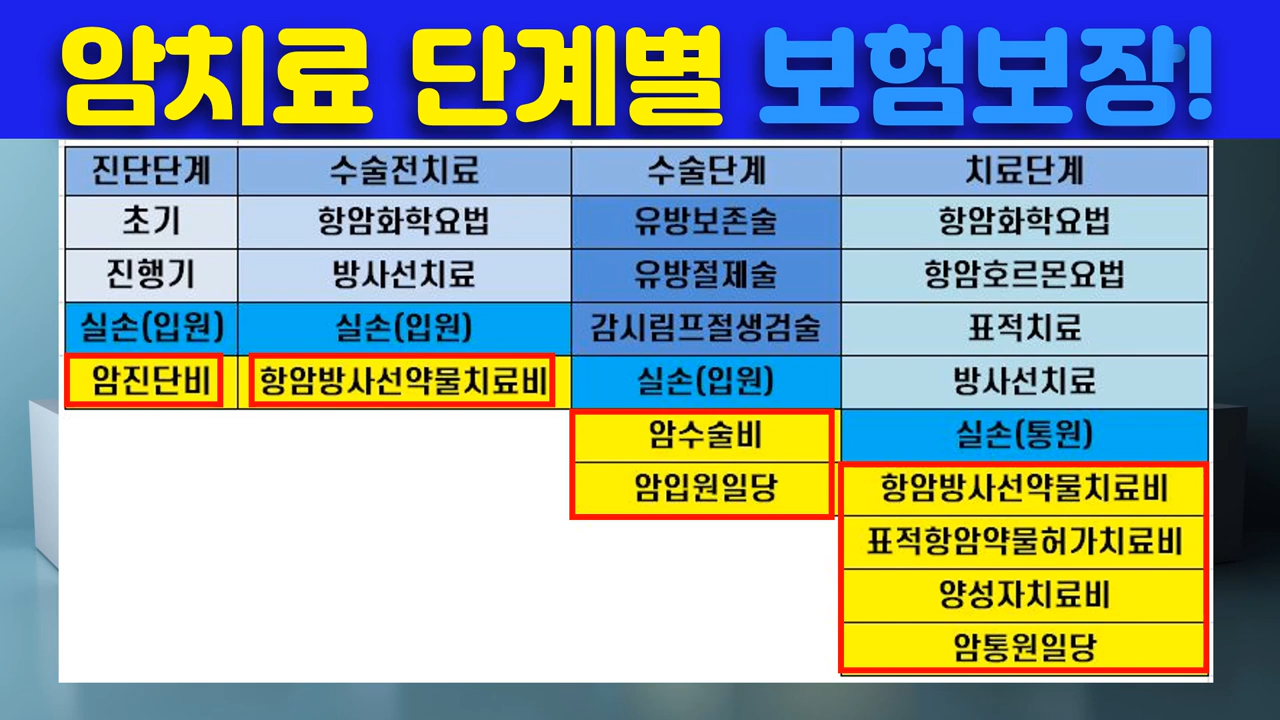 암치료 단계별 보험보장!
진단단계 수술전치료 수술단계 치료단계
초기 항암화학요법 유방보존술 항암화학요법
진행기 방사선치료 유방절제술 항암호르몬요법
실손(입원) 실손(입원) 감시림프절생검술 표적치료
암진단비 항암방사선약물치료비 실손(입원) 방사선치료
암수술비 실손(통원)
암입원일당 항암방사선약물치료비
표적항암약물허가치료비
양성자치료비
암통원일당